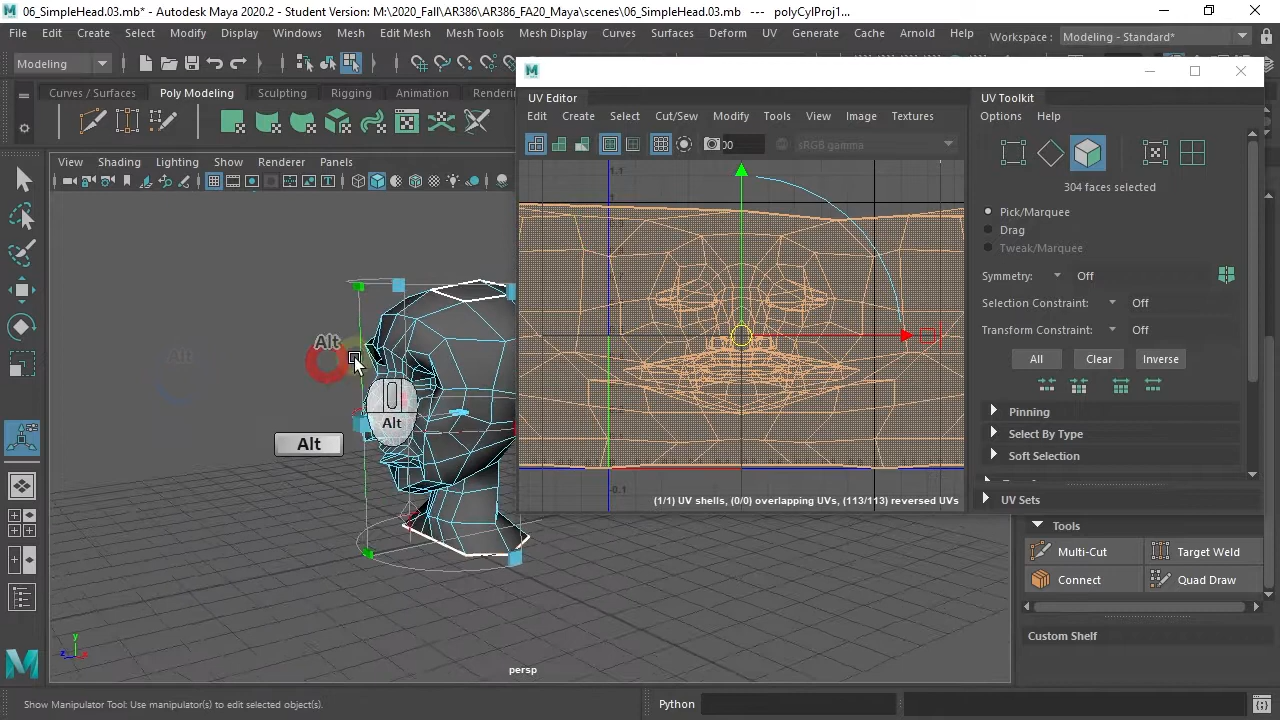 06_SimpleHead.03.mb* - Autodesk Maya 2020.2 - Student Version: M:\2020_Fall\AR386\AR386_FA20_Maya\scenes\06_SimpleHead.03.mb --- polyCylProj1...
File Edit Create Select Modify Display Windows Mesh Edit Mesh Mesh Tools Mesh Display Curves Surfaces Deform UV Generate Cache Arnold Help Workspace : Modeling - Standard*
Modeling
Curves / Surfaces Poly Modeling Sculpting Rigging Animation
UV Editor
UV Toolkit
Edit Create Select Cut/Sew Modify Tools View Image Textures
Options Help
sRGB gamma
View Shading Lighting Show Renderer Panels
304 faces selected
Pick/Marquee
Drag
Tweak/Marquee
Symmetry: Off
Selection Constraint: Off
Transform Constraint: Off
All Clear Inverse
Pinning
Select By Type
Soft Selection
UV Sets
1.1
-0.1
(1/1) UV shells, (0/0) overlapping UVs, (113/113) reversed UVs
Alt
Alt
Alt
Alt
Tools
Multi-Cut Target Weld
Connect Quad Draw
Custom Shelf
y
z x
persp
Show Manipulator Tool: Use manipulator(s) to edit selected object(s).
Python